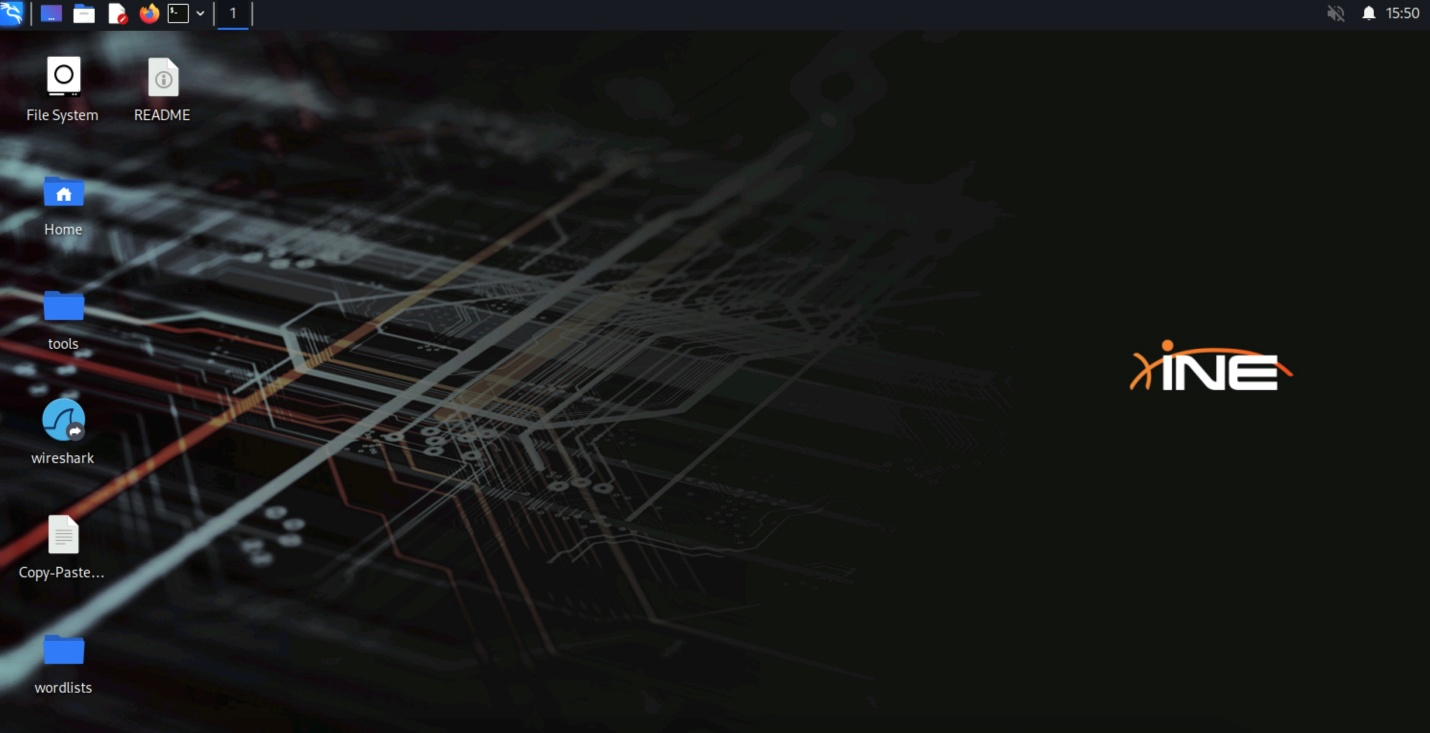 1
15:50
File System
README
Home
tools
wireshark
Copy-Paste...
wordlists
INE